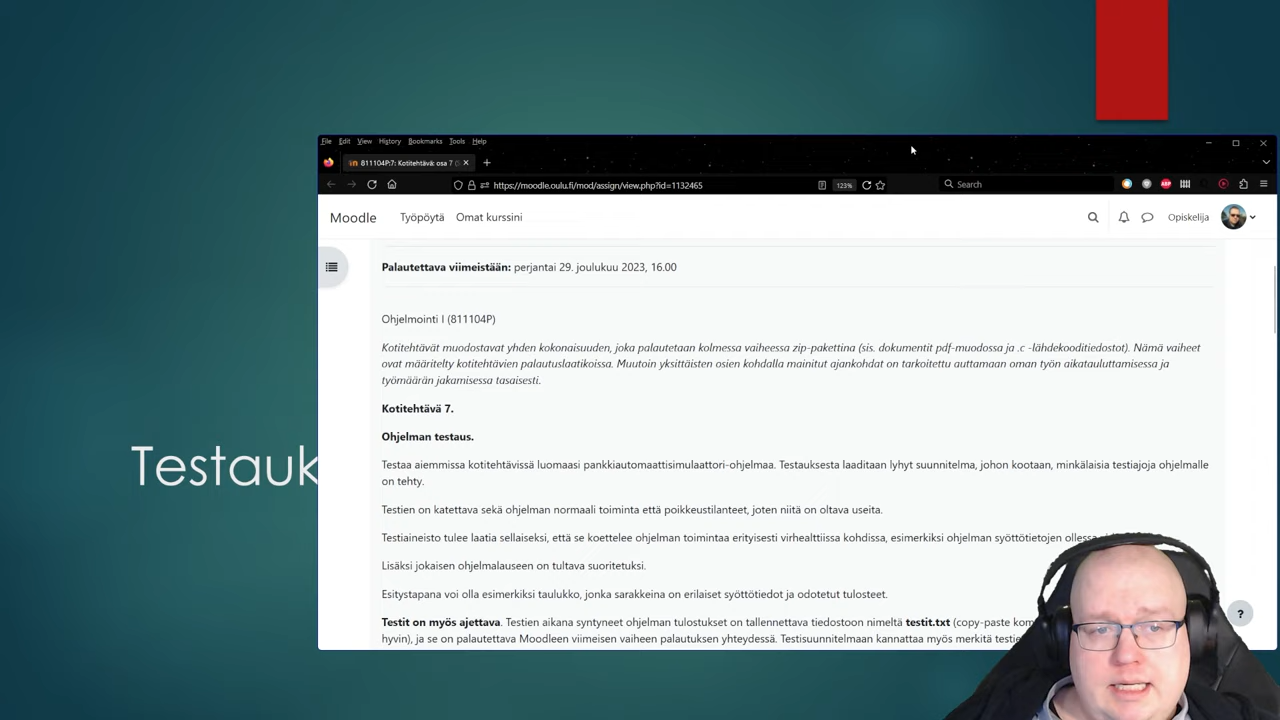 File Edit View History Bookmarks Tools Help
811104P:7: Kotitehtävä: osa 7
https://moodle.oulu.fi/mod/assign/view.php?id=1132465
123%
Search
Moodle
Työpöytä
Omat kurssini
Opiskelija
Palautettava viimeistään: perjantai 29. joulukuu 2023, 16.00
Ohjelmointi I (811104P)
Kotitehtävät muodostavat yhden kokonaisuuden, joka palautetaan kolmessa vaiheessa zip-pakettina (sis. dokumentit pdf-muodossa ja .c -lähdekooditiedostot). Nämä vaiheet
ovat määritelty kotitehtävien palautuslaatikoissa. Muutoin yksittäisten osien kohdalla mainitut ajankohdat on tarkoitettu auttamaan oman työn aikatauluttamisessa ja
työmäärän jakamisessa tasaisesti.
Kotitehtävä 7.
Ohjelman testaus.
Testauk
Testaa aiemmissa kotitehtävissä luomaasi pankkiautomaattisimulaattori-ohjelmaa. Testauksesta laaditaan lyhyt suunnitelma, johon kootaan, minkälaisia testiajoja ohjelmalle
on tehty.
Testien on katettava sekä ohjelman normaali toiminta että poikkeustilanteet, joten niitä on oltava useita.
Testiaineisto tulee laatia sellaiseksi, että se koettelee ohjelman toimintaa erityisesti virhealttiissa kohdissa, esimerkiksi ohjelman syöttötietojen ollessa
Lisäksi jokaisen ohjelmalauseen on tultava suoritetuksi.
Esitystapana voi olla esimerkiksi taulukko, jonka sarakkeina on erilaiset syöttötiedot ja odotetut tulosteet.
Testit on myös ajettava. Testien aikana syntyneet ohjelman tulostukset on tallennettava tiedostoon nimeltä testit.txt (copy-paste
hyvin), ja se on palautettava Moodleen viimeisen vaiheen palautuksen yhteydessä. Testisuunnitelmaan kannattaa myös merkitä
?